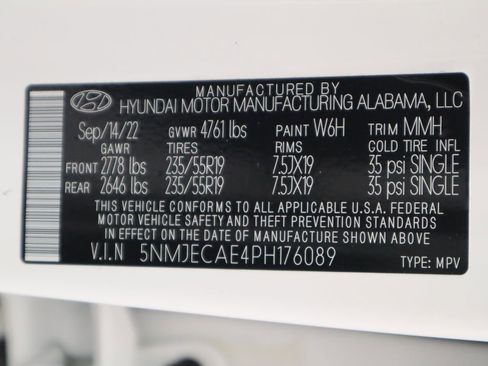 MANUFACTURED BY
HYUNDAI MOTOR MANUFACTURING ALABAMA, LLC
Sep/14/22 GVWR 4761 lbs PAINT W6H TRIM MMH
GAWR TIRES RIMS COLD TIRE INFL
FRONT 2778 lbs 235/55R19 7.5JX19 35 psi SINGLE
REAR 2646 lbs 235/55R19 7.5JX19 35 psi SINGLE
THIS VEHICLE CONFORMS TO ALL APPLICABLE U.S.A. FEDERAL
MOTOR VEHICLE SAFETY AND THEFT PREVENTION STANDARDS
IN EFFECT ON THE DATE OF MANUFACTURE SHOWN ABOVE
V.I.N 5NMJECAE4PH176089 TYPE: MPV